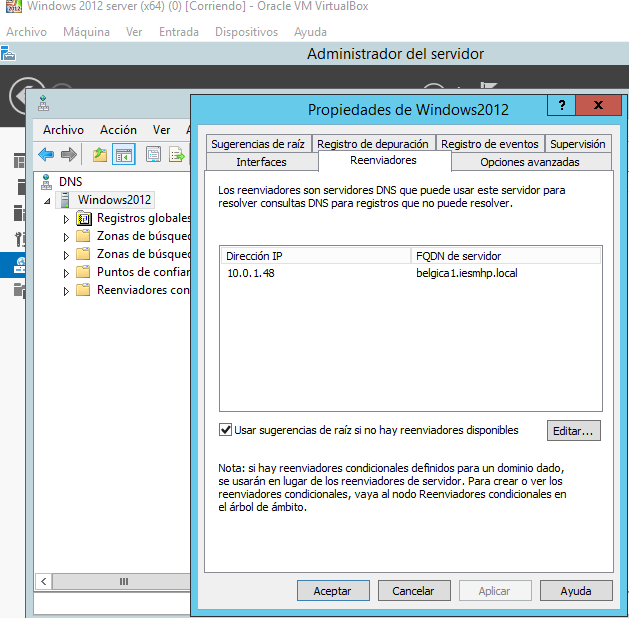 Windows 2012 server (x64) (0) [Corriendo] - Oracle VM VirtualBox
Archivo Máquina Ver Entrada Dispositivos Ayuda
Administrador del servidor
Propiedades de Windows2012
? X
Archivo Acción Ver
DNS
Windows2012
Registros globales
Zonas de búsque
Zonas de búsque
Puntos de confiar
Reenviadores con
Sugerencias de raíz Registro de depuración Registro de eventos Supervisión
Interfaces Reenviadores Opciones avanzadas
Los reenviadores son servidores DNS que puede usar este servidor para
resolver consultas DNS para registros que no puede resolver.
Dirección IP FQDN de servidor
10.0.1.48 belgica1.iesmhp.local
Usar sugerencias de raíz si no hay reenviadores disponibles
Editar...
Nota: si hay reenviadores condicionales definidos para un dominio dado,
se usarán en lugar de los reenviadores de servidor. Para crear o ver los
reenviadores condicionales, vaya al nodo Reenviadores condicionales en
el árbol de ámbito.
Aceptar Cancelar Aplicar Ayuda